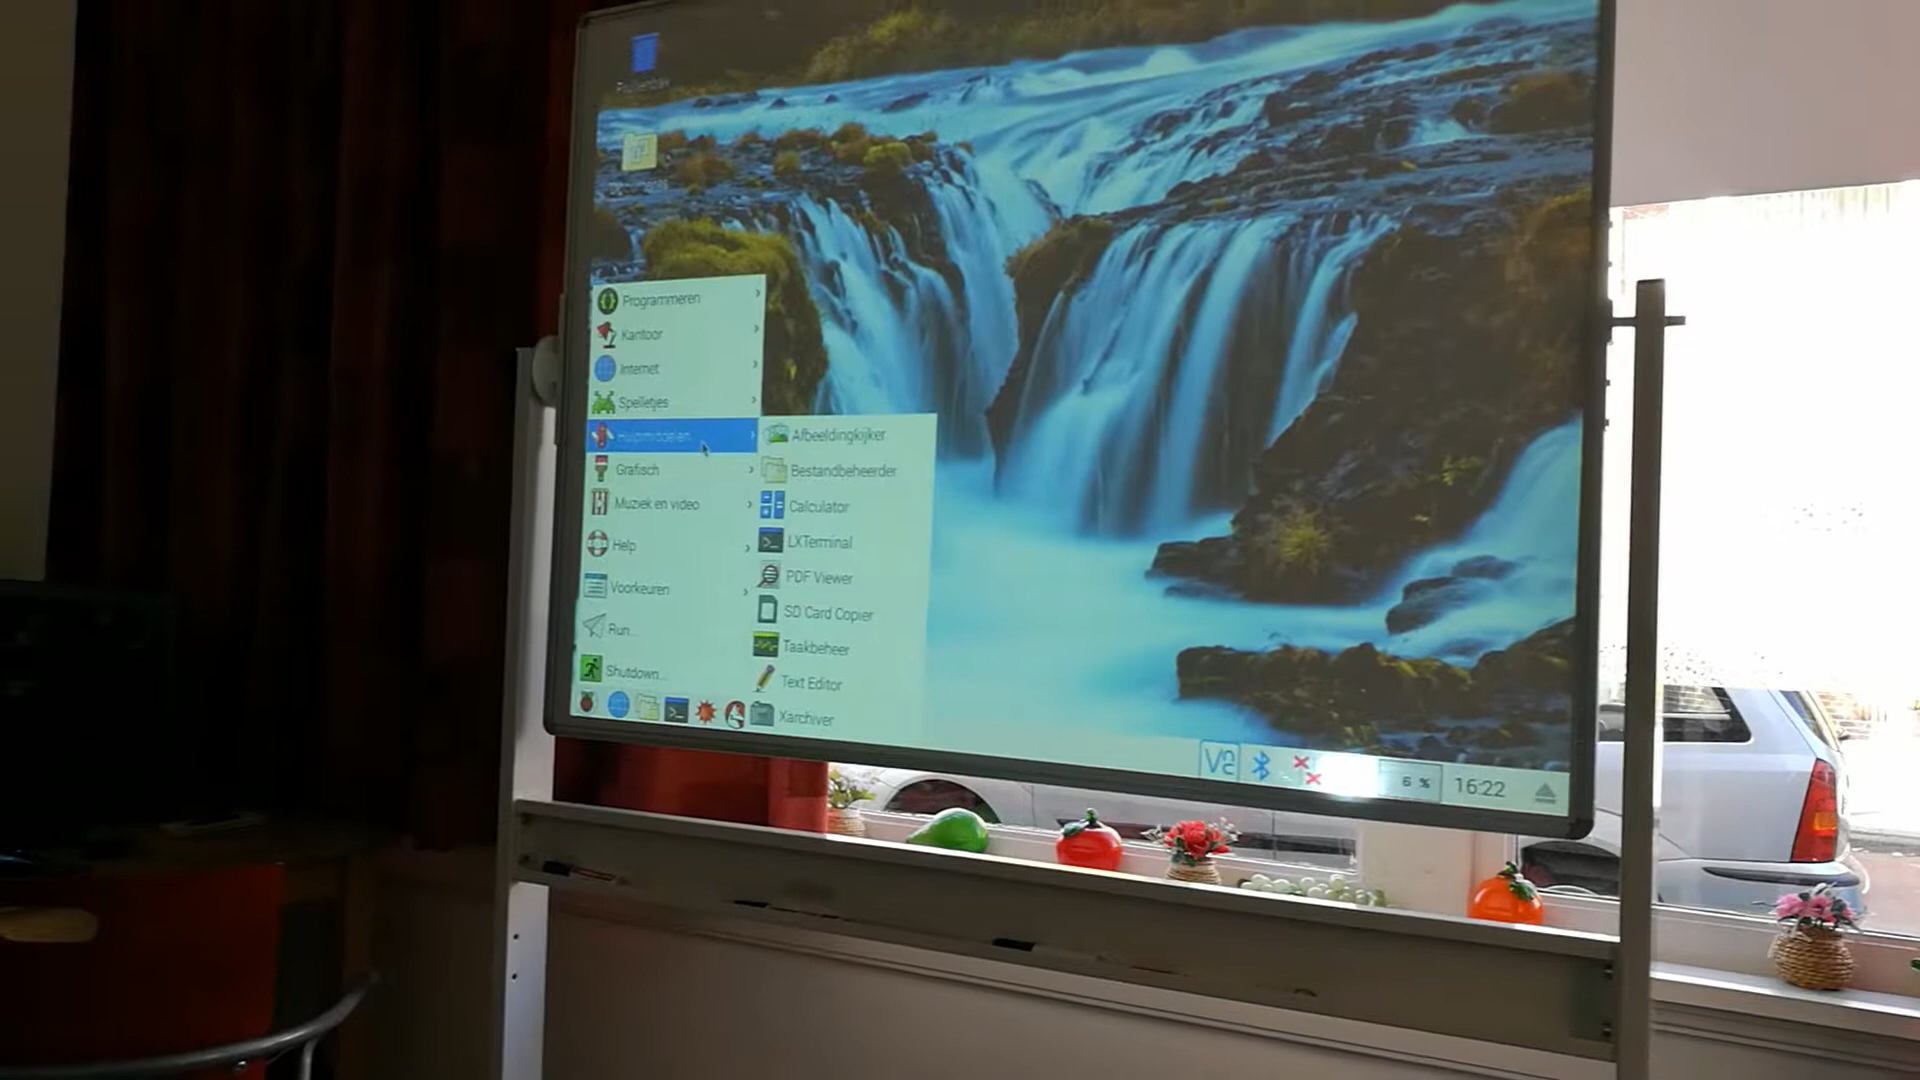 Programmeren
Kantoor
Internet
Spelletjes
Hulpmiddelen
Grafisch
Muziek en video
Help
Voorkeuren
Run...
Shutdown...
Afbeeldingkijker
Bestandbeheerder
Calculator
LXTerminal
PDF Viewer
SD Card Copier
Taakbeheer
Text Editor
Xarchiver
6 %
16:22